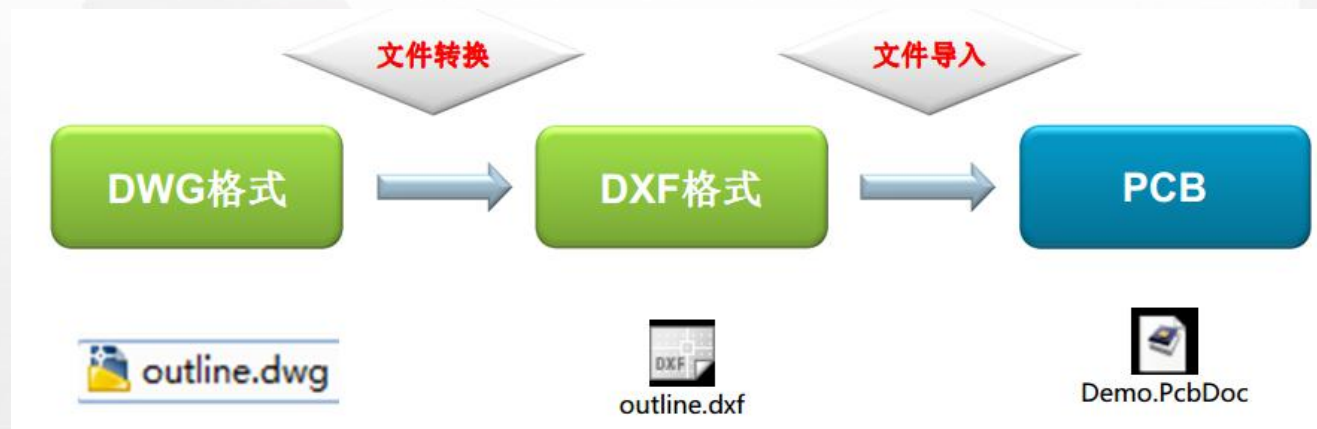 文件转换
文件导入
DWG格式
DXF格式
PCB
outline.dwg
DXF
outline.dxf
Demo.PcbDoc